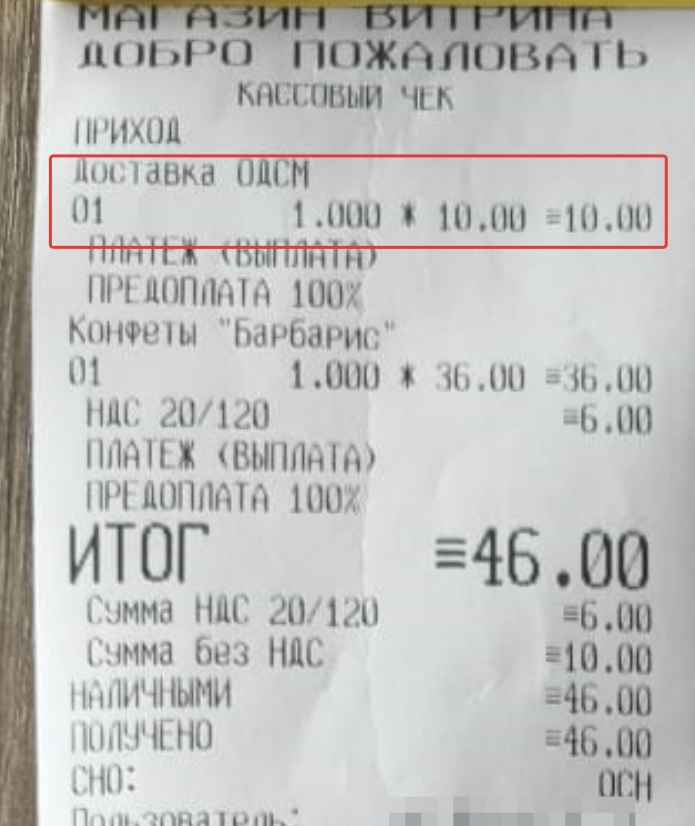 МАГАЗИН ВИТРИНА
ДОБРО ПОЖАЛОВАТЬ
КАССОВЫЙ ЧЕК
ПРИХОД
Доставка ОДСМ
01 1.000 * 10.00 ≡10.00
ПЛАТЕЖ (ВЫПЛАТА)
ПРЕДОПЛАТА 100%
Конфеты "Барбарис"
01 1.000 * 36.00 ≡36.00
НДС 20/120 ≡6.00
ПЛАТЕЖ (ВЫПЛАТА)
ПРЕДОПЛАТА 100%
ИТОГ ≡46.00
Сумма НДС 20/120 ≡6.00
Сумма без НДС ≡10.00
НАЛИЧНЫМИ ≡46.00
ПОЛУЧЕНО ≡46.00
СНО: ОСН
Пользователь: